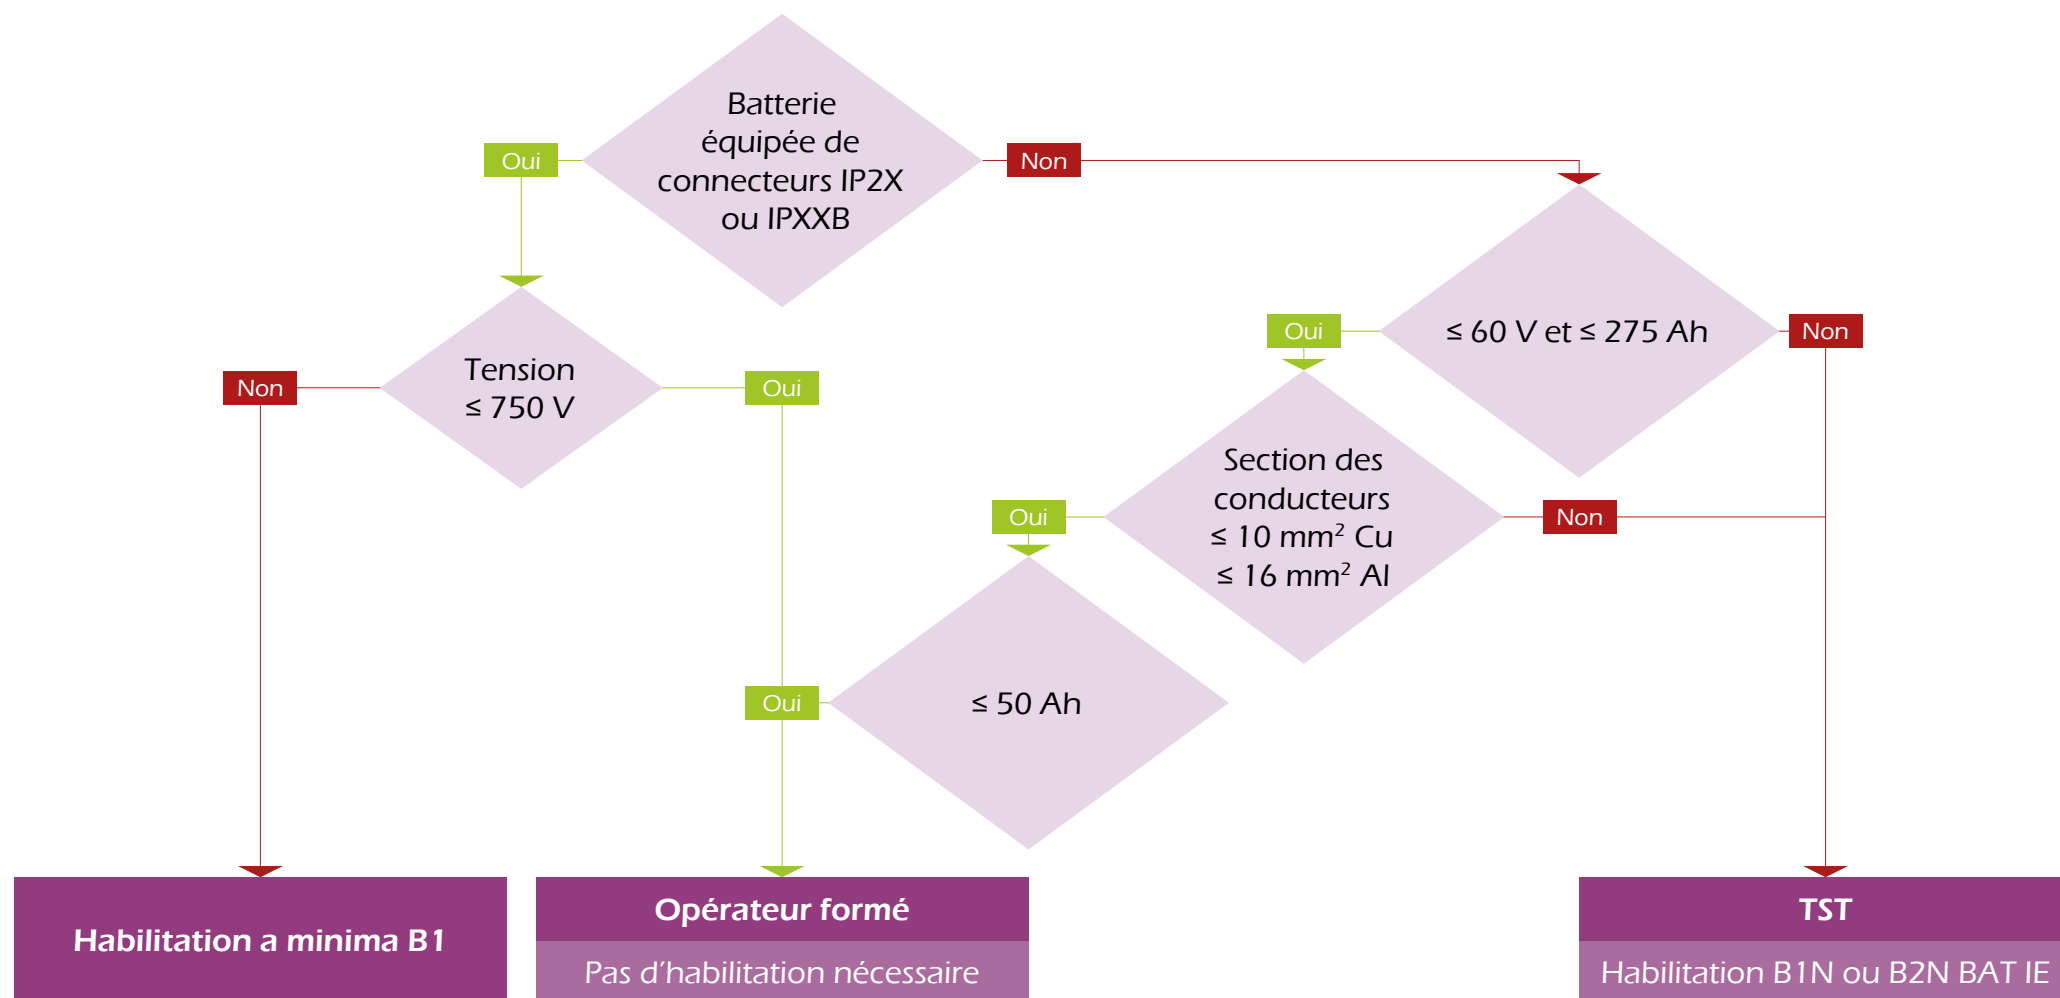 Batterie
équipée de
connecteurs IP2X
ou IPXXB
Oui
Non
Tension
≤ 750 V
Non
Oui
≤ 60 V et ≤ 275 Ah
Oui
Non
Section des
conducteurs
≤ 10 mm² Cu
≤ 16 mm² Al
Oui
Non
≤ 50 Ah
Oui
Habilitation a minima B1
Opérateur formé
Pas d’habilitation nécessaire
TST
Habilitation B1N ou B2N BAT IE